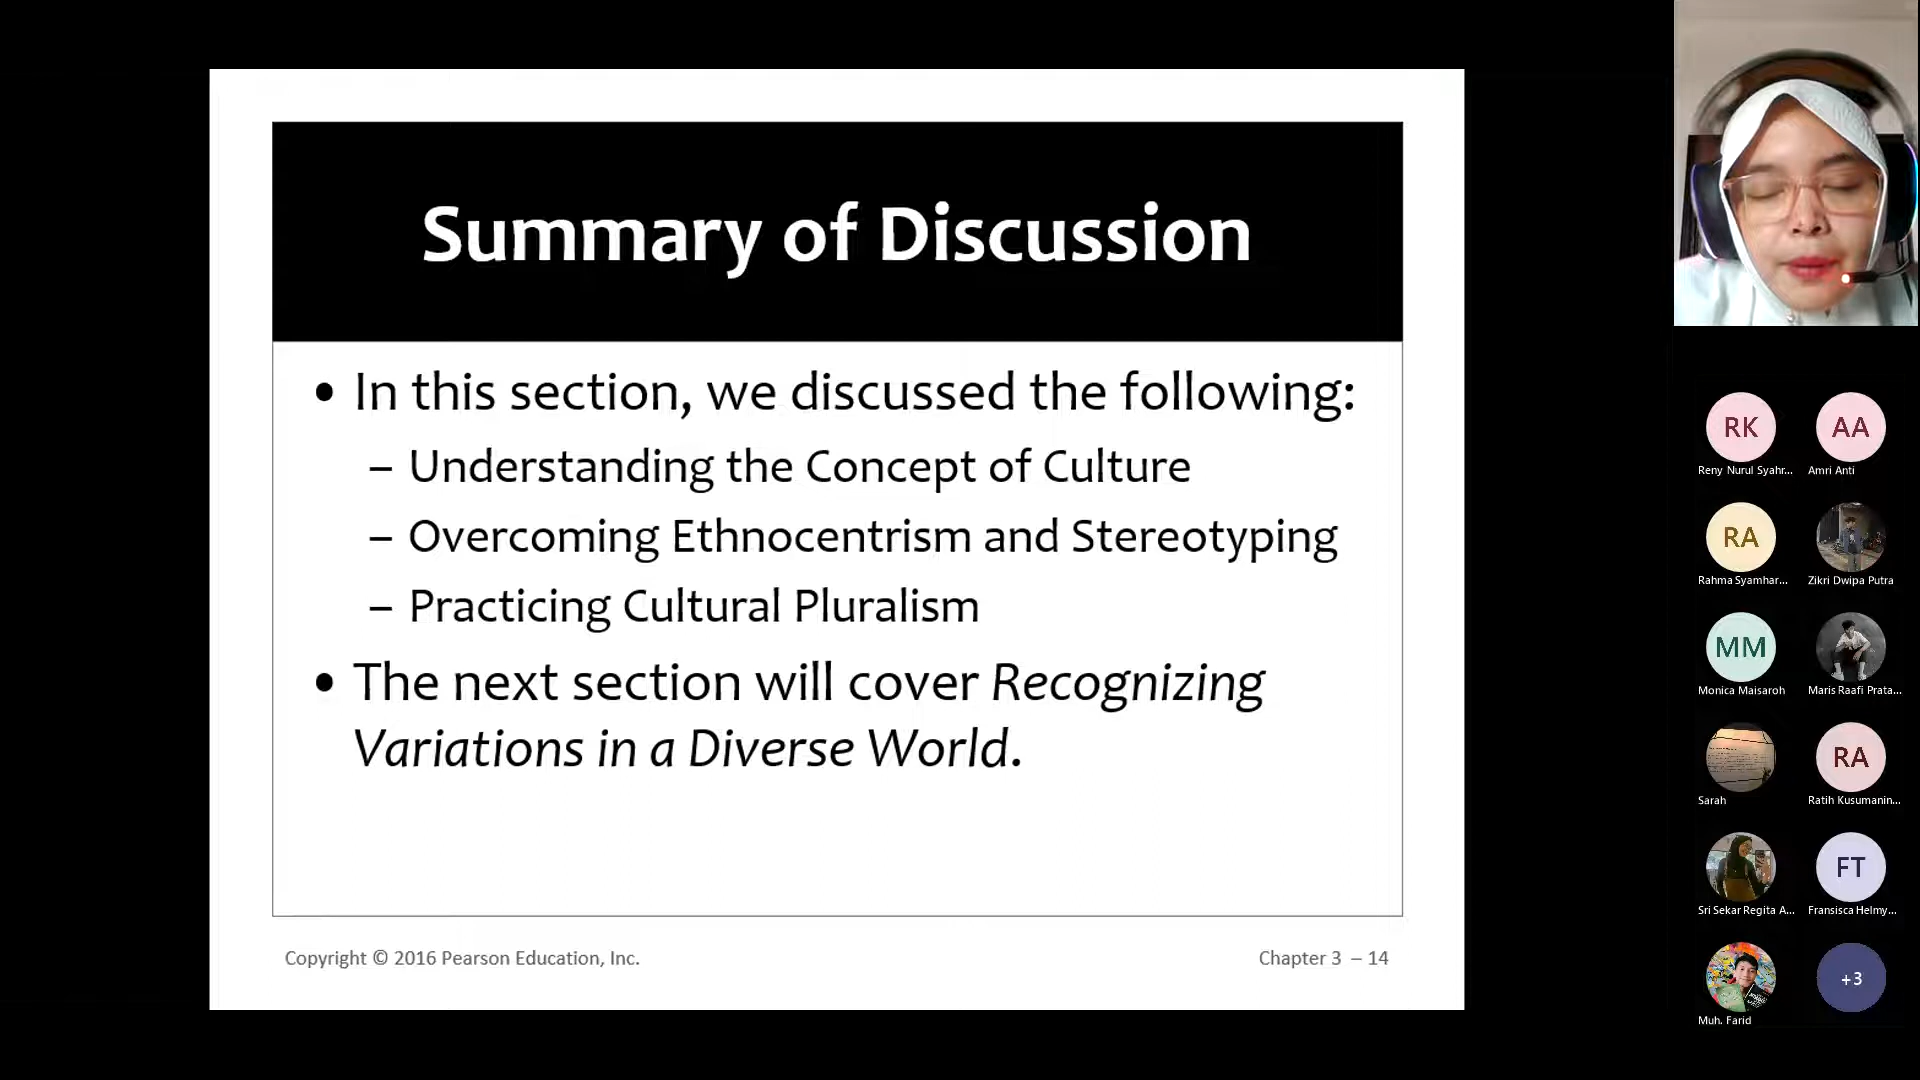 Summary of Discussion
• In this section, we discussed the following:
– Understanding the Concept of Culture
– Overcoming Ethnocentrism and Stereotyping
– Practicing Cultural Pluralism
• The next section will cover Recognizing
Variations in a Diverse World.
Copyright © 2016 Pearson Education, Inc.
Chapter 3 – 14
RK
AA
Reny Nurul Syahr...
Amri Anti
RA
Rahma Syamhar...
Zikri Dwipa Putra
MM
Monica Maisaroh
Maris Raafi Prata...
RA
Sarah
Ratih Kusumanin...
FT
Sri Sekar Regita A...
Fransisca Helmy...
+3
Muh. Farid